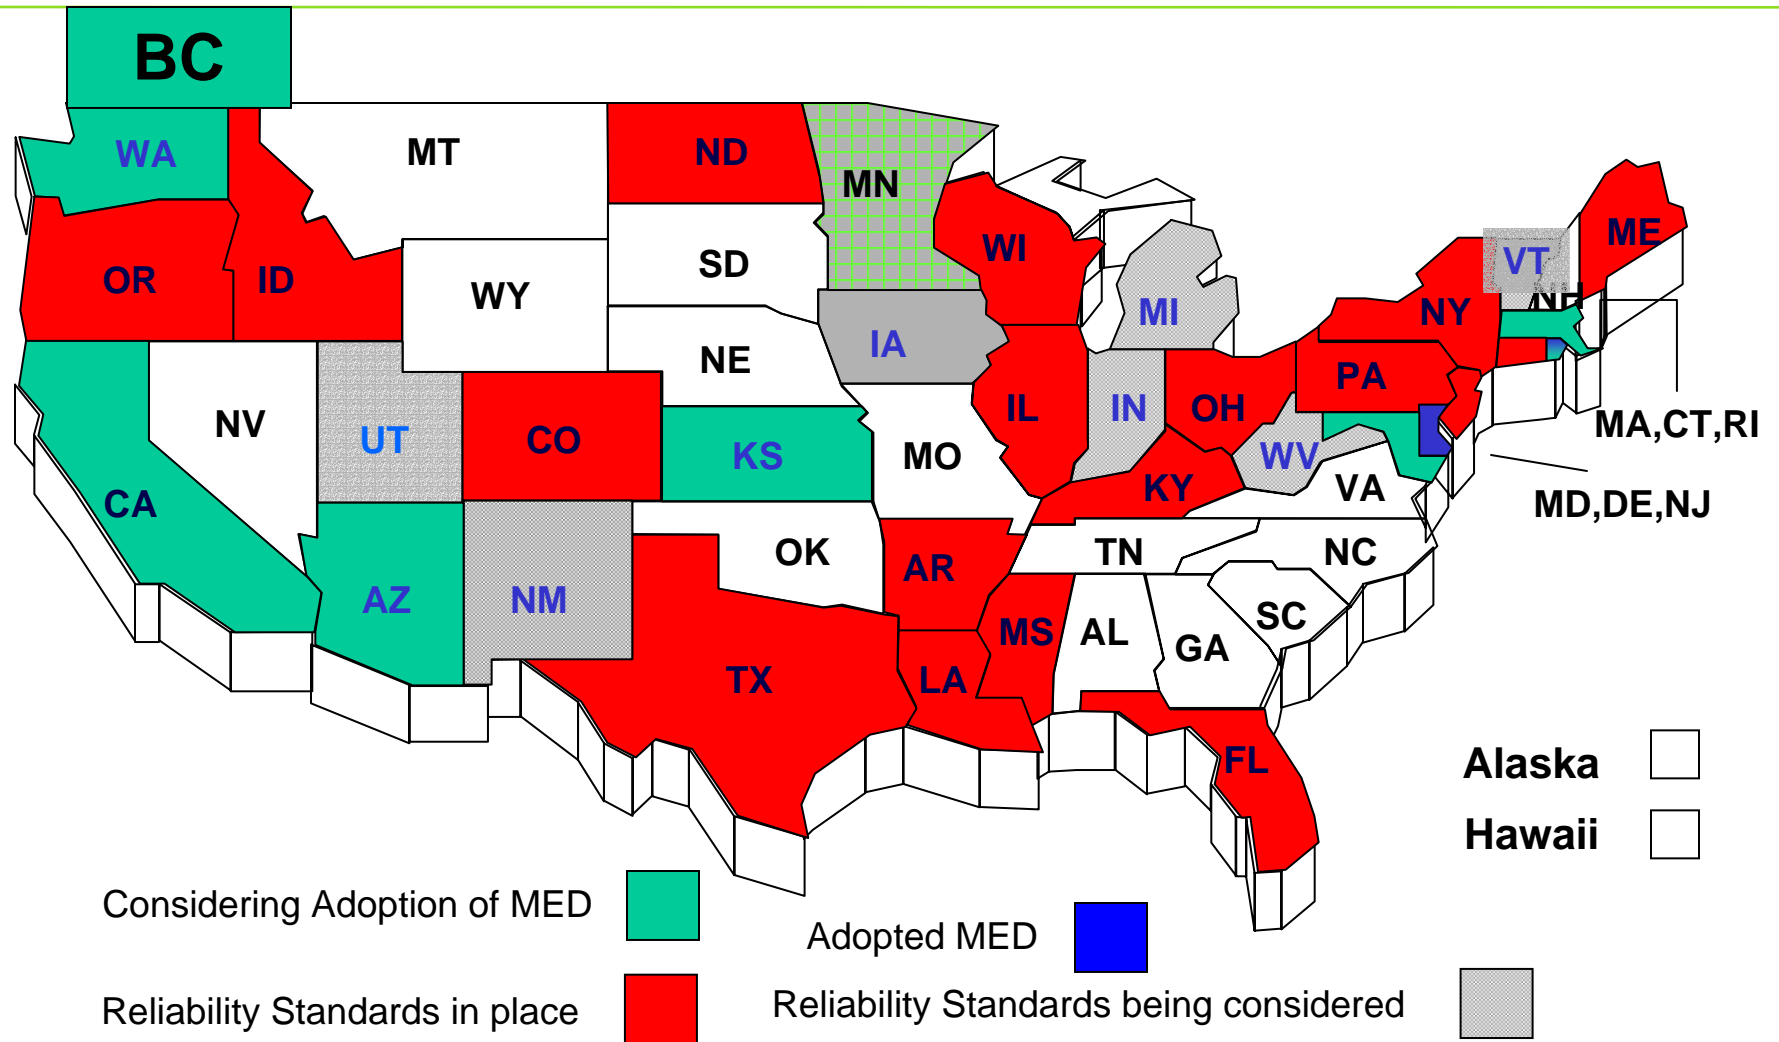 BC
WA
MT
ND
MN
OR
ID
WY
SD
WI
MI
VT
NH
ME
NY
IA
NE
PA
NV
UT
CO
KS
MO
IL
IN
OH
WV
KY
VA
MA,CT,RI
MD,DE,NJ
CA
AZ
NM
OK
AR
TN
NC
SC
MS
AL
GA
TX
LA
FL
Alaska
Hawaii
Considering Adoption of MED
Adopted MED
Reliability Standards in place
Reliability Standards being considered